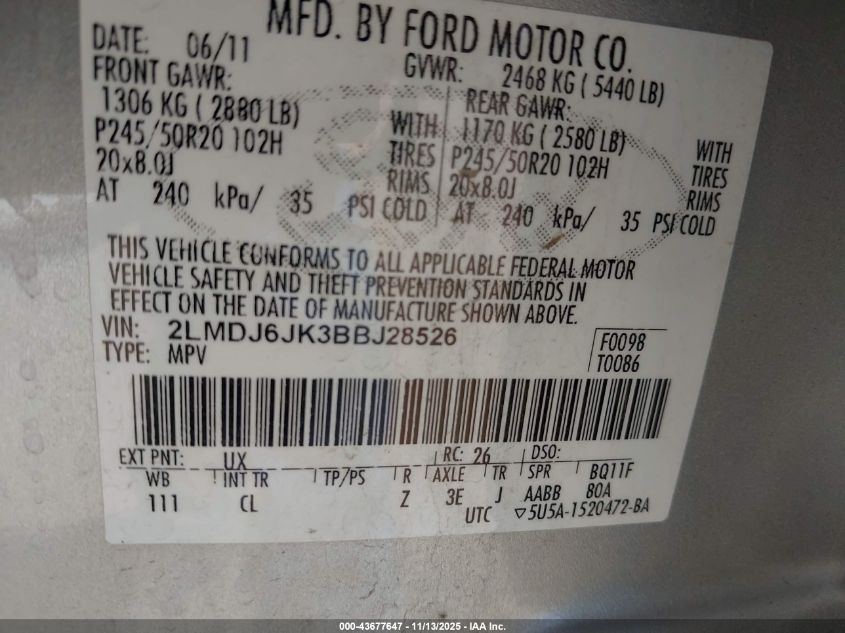 MFD. BY FORD MOTOR CO.
DATE: 06/11 GVWR: 2468 KG ( 5440 LB)
FRONT GAWR: REAR GAWR:
1306 KG ( 2880 LB) WITH 1170 KG ( 2580 LB) WITH
P245/50R20 102H TIRES P245/50R20 102H TIRES
20x8.0J RIMS 20x8.0J RIMS
AT 240 kPa/ 35 PSI COLD AT 240 kPa/ 35 PSI COLD
THIS VEHICLE CONFORMS TO ALL APPLICABLE FEDERAL MOTOR
VEHICLE SAFETY AND THEFT PREVENTION STANDARDS IN
EFFECT ON THE DATE OF MANUFACTURE SHOWN ABOVE.
VIN: 2LMDJ6JK3BBJ28526 F0098
TYPE: MPV T0086
EXT PNT: UX RC: 26 DSO:
WB INT TR TP/PS R AXLE TR SPR BQ11F
111 CL Z 3E J AABB 80A
UTC ▽5U5A-1520472-BA
000-43677647 - 11/13/2025 - IAA Inc.